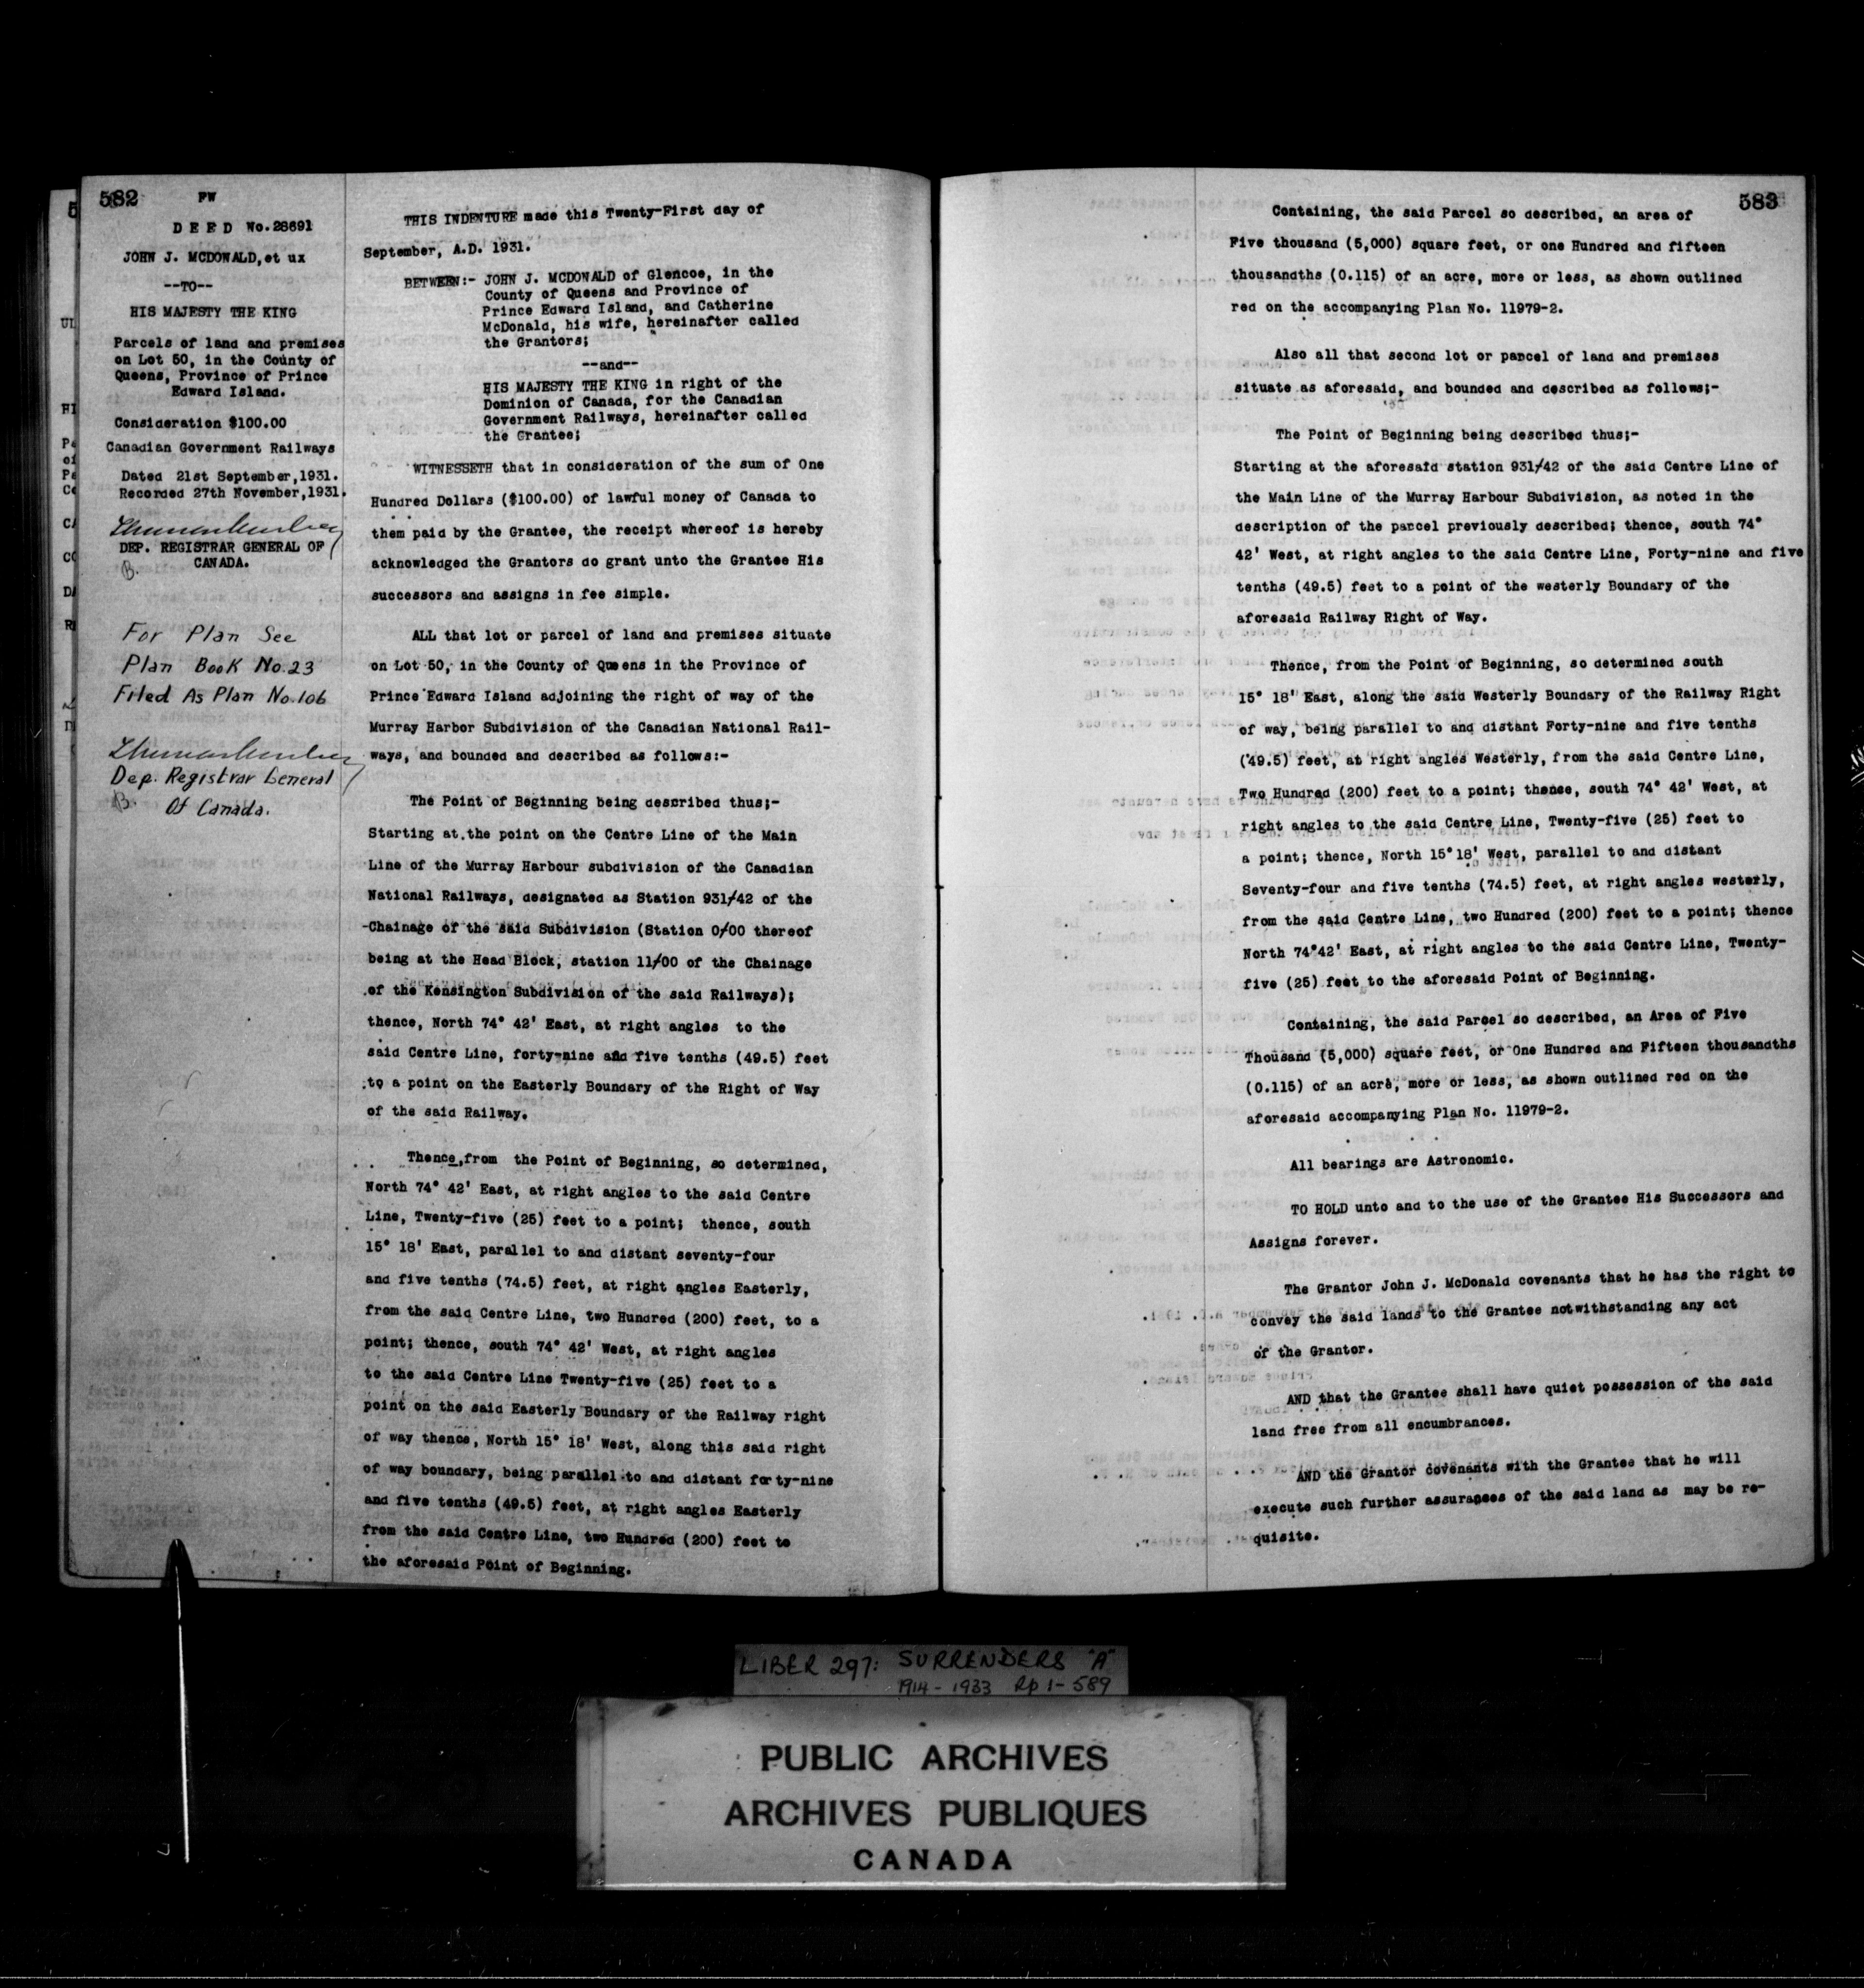 582
FW
DEED No.28691
JOHN J. MCDONALD,et ux
--TO--
HIS MAJESTY THE KING
Parcels of land and premises
on Lot 50, in the County of
Queens, Province of Prince
Edward Island.
Consideration $100.00
Canadian Government Railways
Dated 21st September,1931.
Recorded 27th November,1931.
DEP. REGISTRAR GENERAL OF
CANADA.
B.
For Plan See
Plan Book No.23
Filed As Plan No.106
Dep. Registrar General
B. Of Canada.
THIS INDENTURE made this Twenty-First day of
September, A.D. 1931.
BETWEEN:- JOHN J. MCDONALD of Glencoe, in the
County of Queens and Province of
Prince Edward Island, and Catherine
McDonald, his wife, hereinafter called
the Grantors;
--and--
HIS MAJESTY THE KING in right of the
Dominion of Canada, for the Canadian
Government Railways, hereinafter called
the Grantee;
WITNESSETH that in consideration of the sum of One
Hundred Dollars ($100.00) of lawful money of Canada to
them paid by the Grantee, the receipt whereof is hereby
acknowledged the Grantors do grant unto the Grantee His
successors and assigns in fee simple.
ALL that lot or parcel of land and premises situate
on Lot 50, in the County of Queens in the Province of
Prince Edward Island adjoining the right of way of the
Murray Harbor Subdivision of the Canadian National Rail-
ways, and bounded and described as follows:-
The Point of Beginning being described thus;-
Starting at the point on the Centre Line of the Main
Line of the Murray Harbour subdivision of the Canadian
National Railways, designated as Station 931/42 of the
Chainage of the said Subdivision (Station 0/00 thereof
being at the Head Block, station 11/00 of the Chainage
of the Kensington Subdivision of the said Railways);
thence, North 74° 42' East, at right angles to the
said Centre Line, forty-nine and five tenths (49.5) feet
to a point on the Easterly Boundary of the Right of Way
of the said Railway.
Thence,from the Point of Beginning, so determined,
North 74° 42' East, at right angles to the said Centre
Line, Twenty-five (25) feet to a point; thence, south
15° 18' East, parallel to and distant seventy-four
and five tenths (74.5) feet, at right angles Easterly,
from the said Centre Line, two Hundred (200) feet, to a
point; thence, south 74° 42' West, at right angles
to the said Centre Line Twenty-five (25) feet to a
point on the said Easterly Boundary of the Railway right
of way thence, North 15° 18' West, along this said right
of way boundary, being parallel to and distant forty-nine
and five tenths (49.5) feet, at right angles Easterly
from the said Centre Line, two Hundred (200) feet to
the aforesaid Point of Beginning.
583
Containing, the said Parcel so described, an area of
Five thousand (5,000) square feet, or one Hundred and fifteen
thousandths (0.115) of an acre, more or less, as shown outlined
red on the accompanying Plan No. 11979-2.
Also all that second lot or parcel of land and premises
situate as aforesaid, and bounded and described as follows;-
The Point of Beginning being described thus;-
Starting at the aforesaid station 931/42 of the said Centre Line of
the Main Line of the Murray Harbour Subdivision, as noted in the
description of the parcel previously described; thence, south 74°
42' West, at right angles to the said Centre Line, Forty-nine and five
tenths (49.5) feet to a point of the westerly Boundary of the
aforesaid Railway Right of Way.
Thence, from the Point of Beginning, so determined south
15° 18' East, along the said Westerly Boundary of the Railway Right
of way, being parallel to and distant Forty-nine and five tenths
(49.5) feet, at right angles Westerly, from the said Centre Line,
Two Hundred (200) feet to a point; thence, south 74° 42' West, at
right angles to the said Centre Line, Twenty-five (25) feet to
a point; thence, North 15°18' West, parallel to and distant
Seventy-four and five tenths (74.5) feet, at right angles westerly,
from the said Centre Line, two Hundred (200) feet to a point; thence
North 74°42' East, at right angles to the said Centre Line, Twenty-
five (25) feet to the aforesaid Point of Beginning.
Containing, the said Parcel so described, an Area of Five
Thousand (5,000) square feet, or One Hundred and Fifteen thousandths
(0.115) of an acre, more or less, as shown outlined red on the
aforesaid accompanying Plan No. 11979-2.
All bearings are Astronomic.
TO HOLD unto and to the use of the Grantee His Successors and
Assigns forever.
The Grantor John J. McDonald covenants that he has the right to
convey the said lands to the Grantee notwithstanding any act
of the Grantor.
AND that the Grantee shall have quiet possession of the said
land free from all encumbrances.
AND the Grantor covenants with the Grantee that he will
execute such further assurances of the said land as may be re-
quisite.
LIBER 297: SURRENDERS "A"
1914 - 1933 Rp 1-589
PUBLIC ARCHIVES
ARCHIVES PUBLIQUES
CANADA